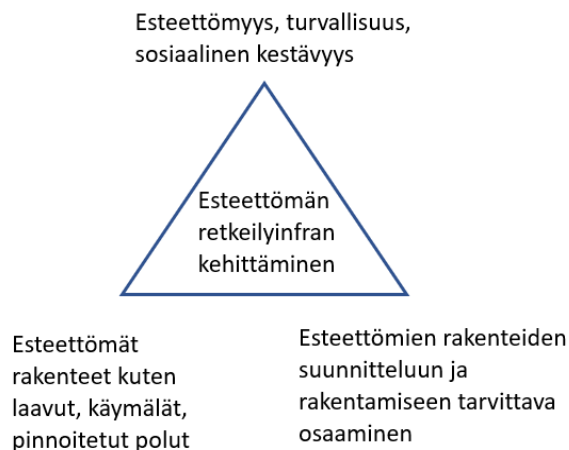 Esteettömyys, turvallisuus,
sosiaalinen kestävyys
Esteettömän
retkeilyinfran
kehittäminen
Esteettömät
rakenteet kuten
laavut, käymälät,
pinnoitetut polut
Esteettömien rakenteiden
suunnitteluun ja
rakentamiseen tarvittava
osaaminen